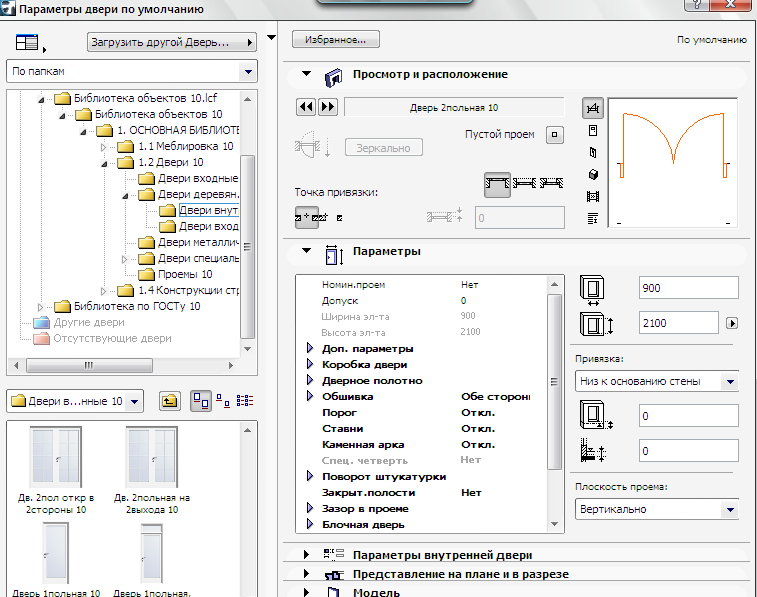 Параметры двери по умолчанию
Загрузить другой Дверь...
По папкам
Библиотека объектов 10.lcf
Библиотека объектов 10
1. ОСНОВНАЯ БИБЛИОТЕ
1.1 Меблировка 10
1.2 Двери 10
Двери входные
Двери деревян.
Двери внут
Двери вход
Двери металлич
Двери специаль
Проемы 10
1.4 Конструкции стр
Библиотека по ГОСТу 10
Другие двери
Отсутствующие двери
Двери в...нные 10
Дв. 2пол откр в
2стороны 10
Дв. 2польная на
2выхода 10
Дверь 1польная 10
Дверь 1польная,
Избранное...
По умолчанию
Просмотр и расположение
Дверь 2польная 10
Пустой проем
Зеркально
Точка привязки:
0
Параметры
Номин.проем Нет
Допуск 0
Ширина эл-та 900
Высота эл-та 2100
Доп. параметры
Коробка двери
Дверное полотно
Обшивка Обе сторон
Порог Откл.
Ставни Откл.
Каменная арка Откл.
Спец. четверть Нет
Поворот штукатурки
Закрыт.полости Нет
Зазор в проеме
Блочная дверь
900
2100
Привязка:
Низ к основанию стены
0
0
Плоскость проема:
Вертикально
Параметры внутренней двери
Представление на плане и в разрезе
Модель